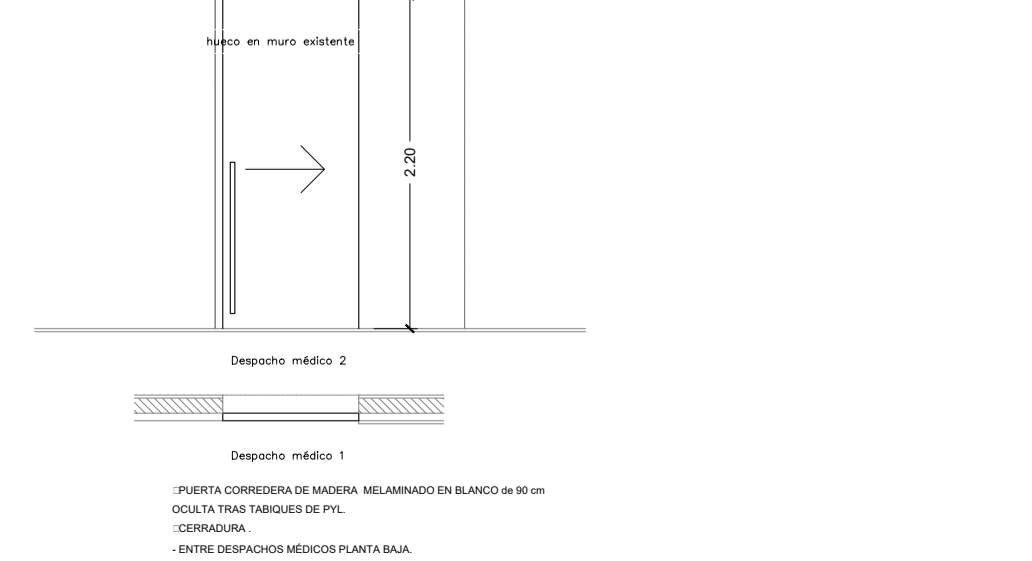 hueco en muro existente
2.20
Despacho médico 2
Despacho médico 1
□PUERTA CORREDERA DE MADERA MELAMINADO EN BLANCO de 90 cm
OCULTA TRAS TABIQUES DE PYL.
□CERRADURA .
- ENTRE DESPACHOS MÉDICOS PLANTA BAJA.